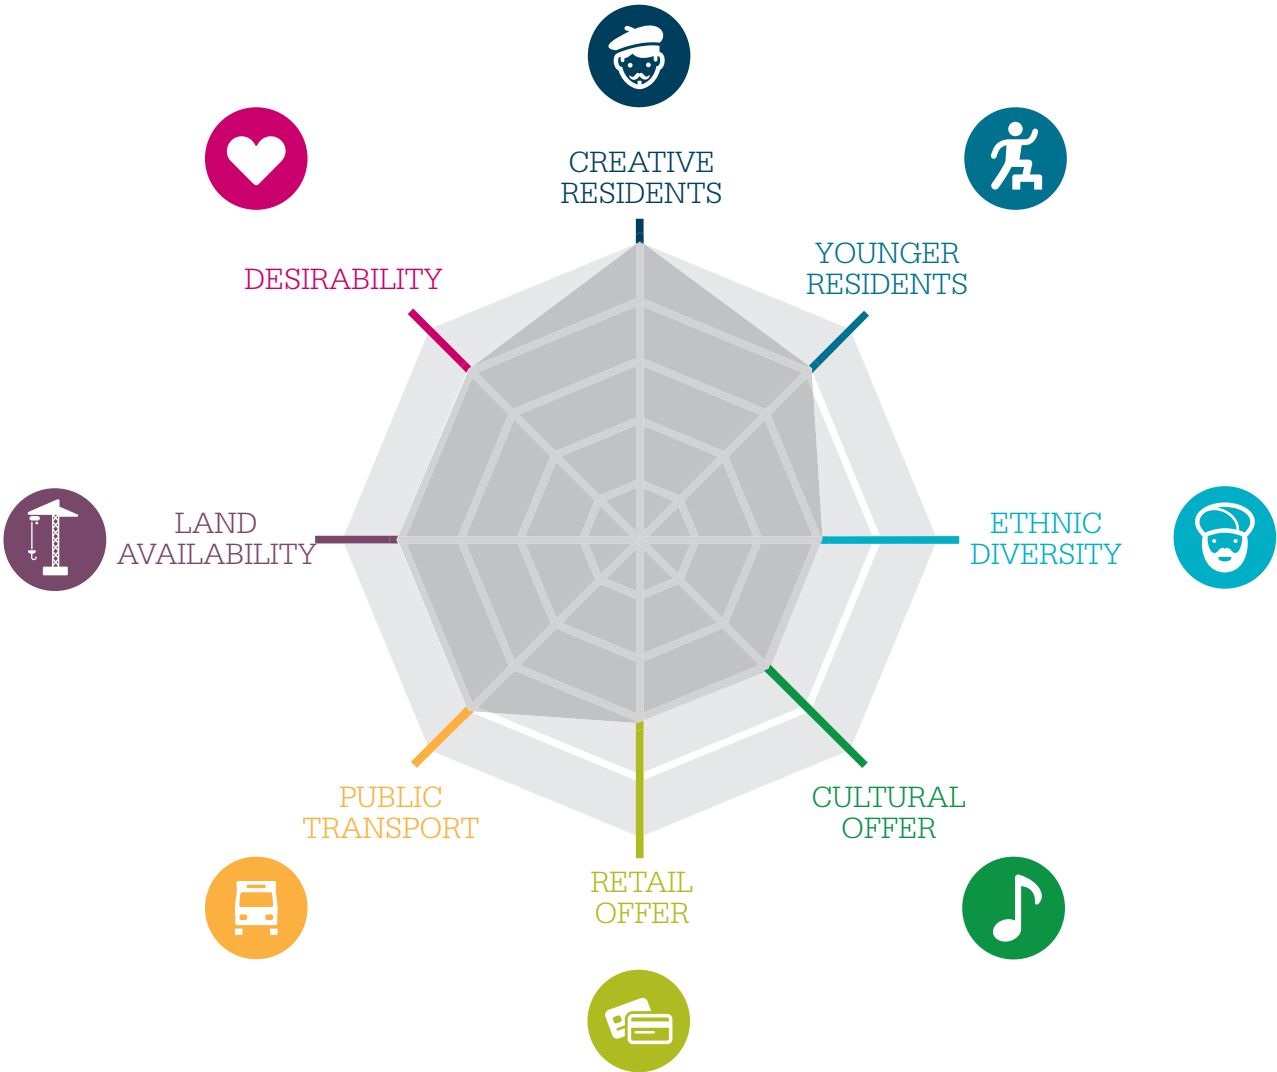 CREATIVE
RESIDENTS
YOUNGER
RESIDENTS
DESIRABILITY
LAND
AVAILABILITY
ETHNIC
DIVERSITY
PUBLIC
TRANSPORT
CULTURAL
OFFER
RETAIL
OFFER